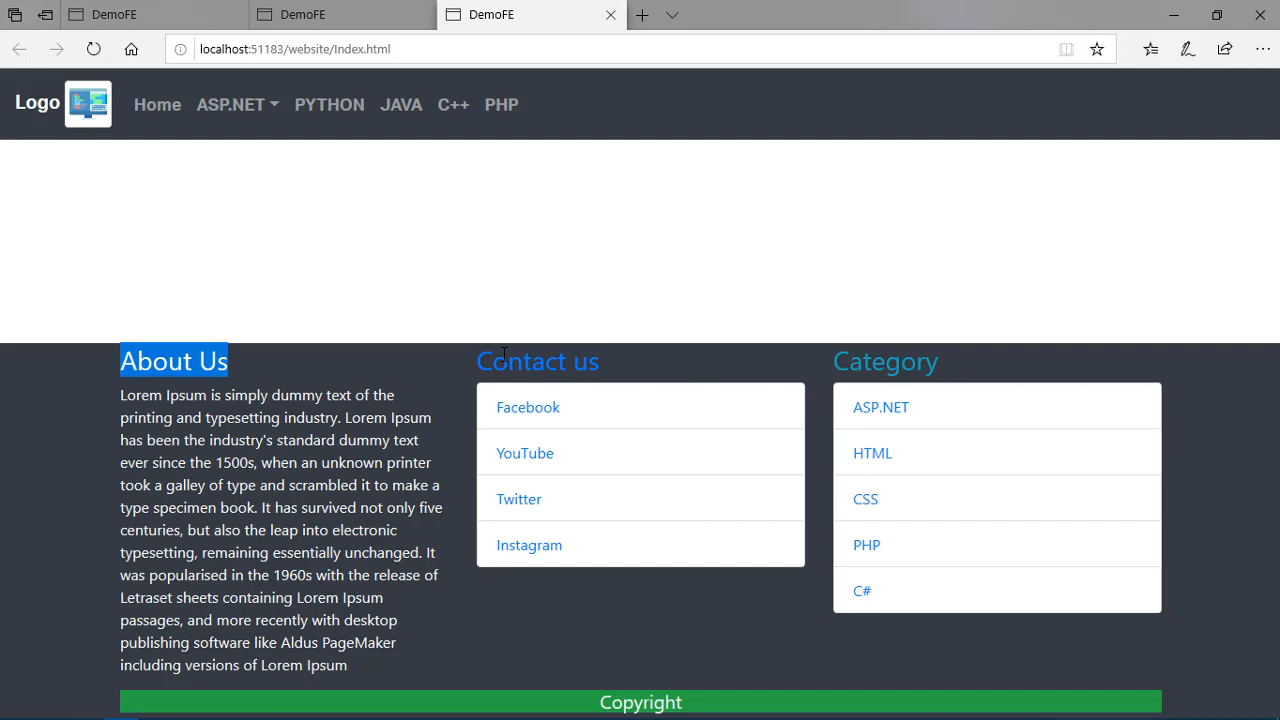 DemoFE
DemoFE
DemoFE
localhost:51183/website/Index.html
Logo
Home ASP.NET PYTHON JAVA C++ PHP
About Us
Lorem Ipsum is simply dummy text of the
printing and typesetting industry. Lorem Ipsum
has been the industry's standard dummy text
ever since the 1500s, when an unknown printer
took a galley of type and scrambled it to make a
type specimen book. It has survived not only five
centuries, but also the leap into electronic
typesetting, remaining essentially unchanged. It
was popularised in the 1960s with the release of
Letraset sheets containing Lorem Ipsum
passages, and more recently with desktop
publishing software like Aldus PageMaker
including versions of Lorem Ipsum
Contact us
Facebook
YouTube
Twitter
Instagram
Category
ASP.NET
HTML
CSS
PHP
C#
Copyright